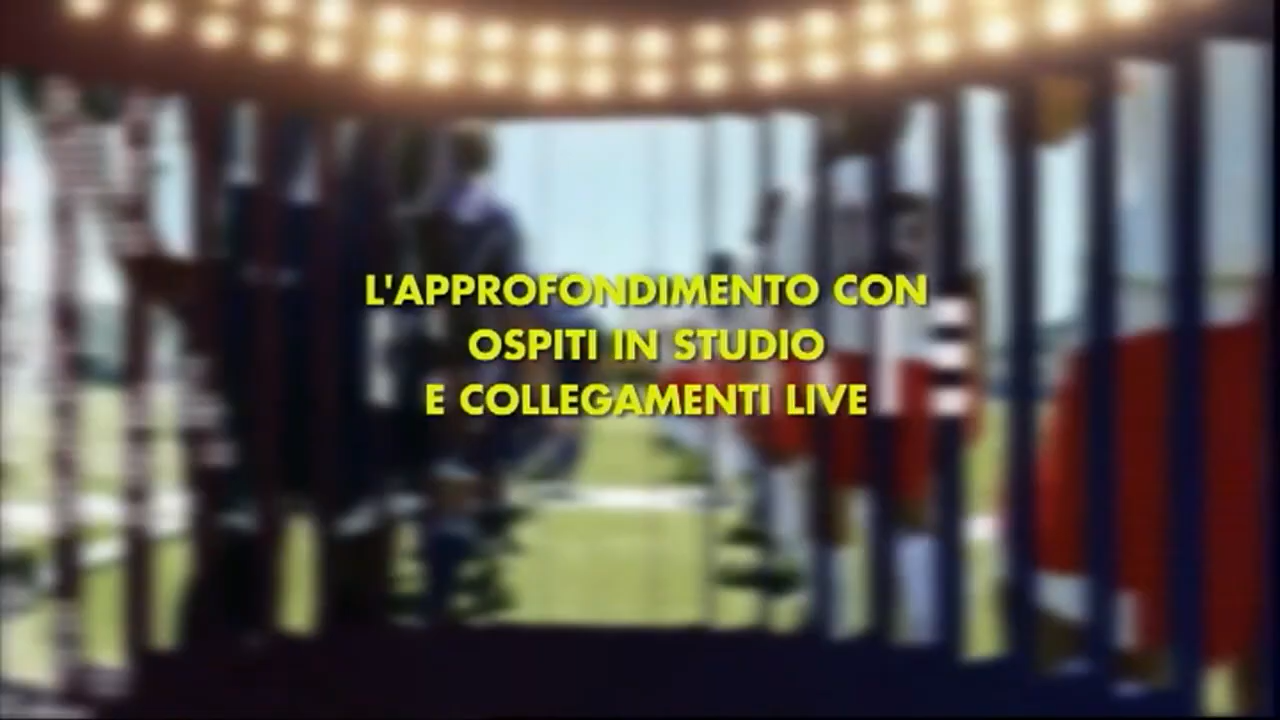 L'APPROFONDIMENTO CON
OSPITI IN STUDIO
E COLLEGAMENTI LIVE